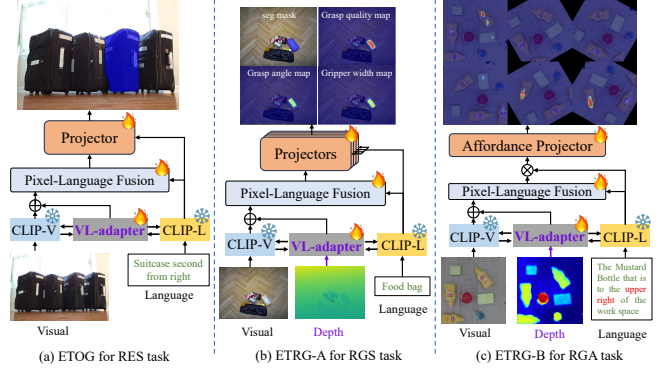 Projector
Pixel-Language Fusion
CLIP-V
VL-adapter
CLIP-L
Suitcase second
from right
Language
Visual
(a) ETOG for RES task
seg mask
Grasp quality map
Grasp angle map
Gripper width map
Projectors
Pixel-Language Fusion
CLIP-V
VL-adapter
CLIP-L
Food bag
Language
Visual
Depth
(b) ETRG-A for RGS task
Affordance Projector
Pixel-Language Fusion
CLIP-V
VL-adapter
CLIP-L
The Mustard
Bottle that is
to the upper
right of the
work space
Visual
Depth
Language
(c) ETRG-B for RGA task